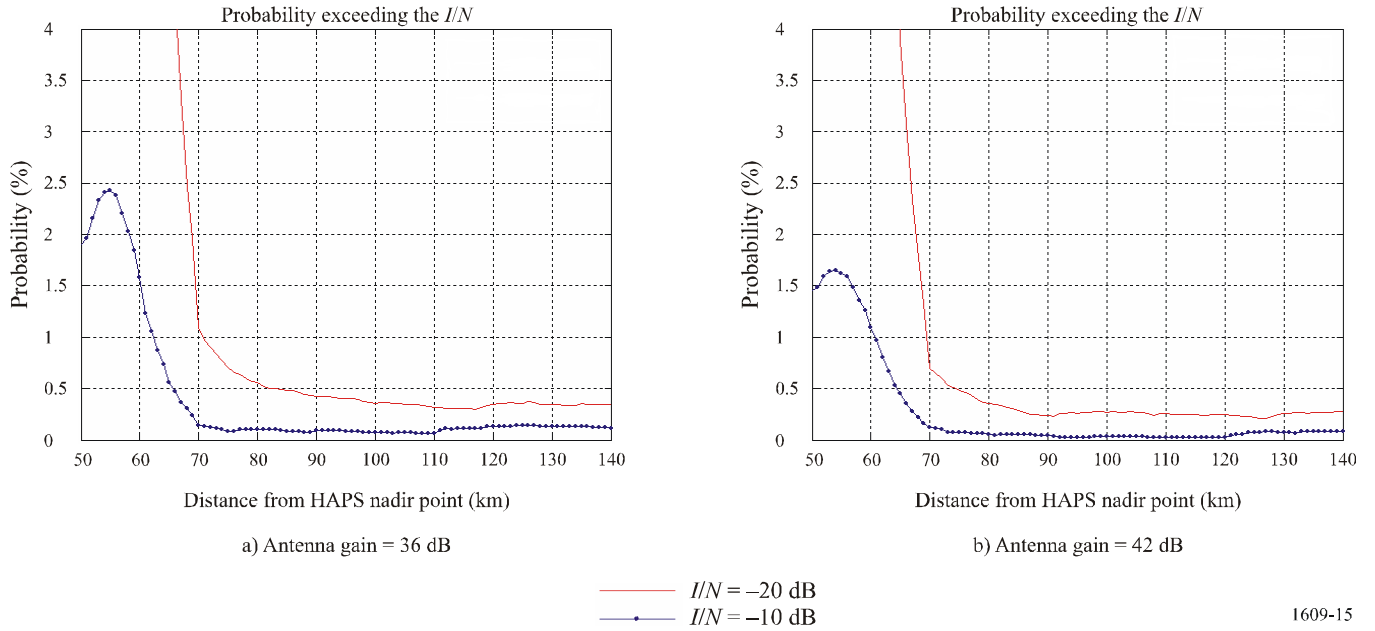 Probability exceeding the I/N
4
3.5
3
2.5
2
1.5
1
0.5
0
Probability (%)
50 60 70 80 90 100 110 120 130 140
Distance from HAPS nadir point (km)
a) Antenna gain = 36 dB
Probability exceeding the I/N
4
3.5
3
2.5
2
1.5
1
0.5
0
Probability (%)
50 60 70 80 90 100 110 120 130 140
Distance from HAPS nadir point (km)
b) Antenna gain = 42 dB
I/N = –20 dB
I/N = –10 dB
1609-15